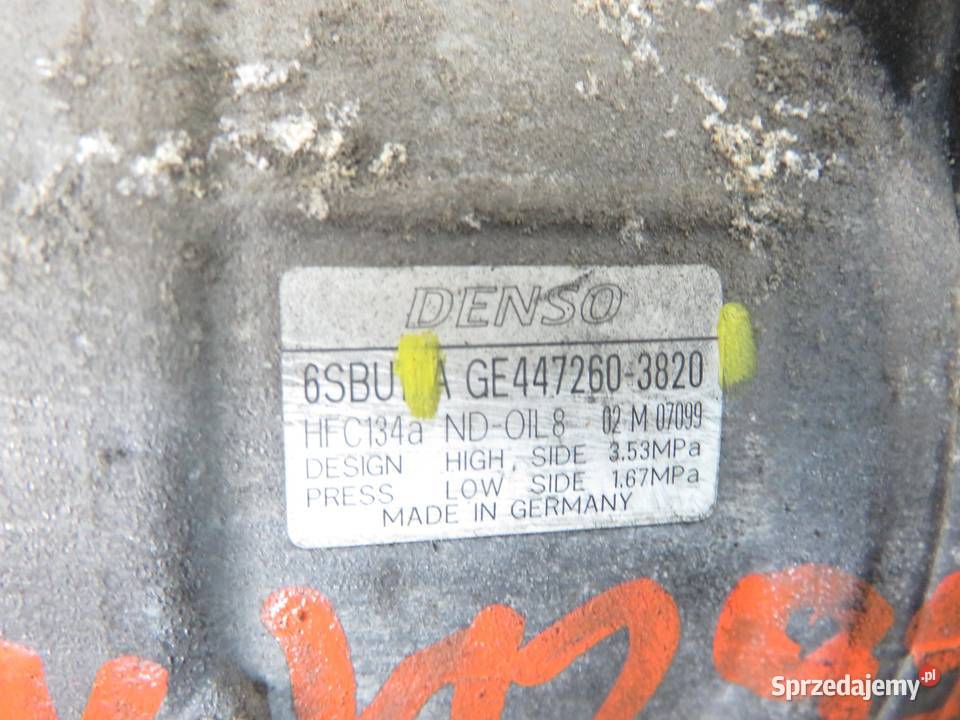 DENSO
GE447260-3820
HFC134a ND-OIL8 02 M 07099
DESIGN HIGH SIDE 3.53MPa
PRESS LOW SIDE 1.67MPa
MADE IN GERMANY
Sprzedajemy.pl